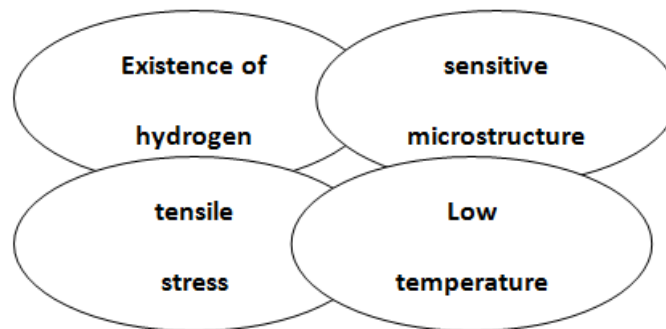 Existence of
hydrogen
sensitive
microstructure
tensile
stress
Low
temperature